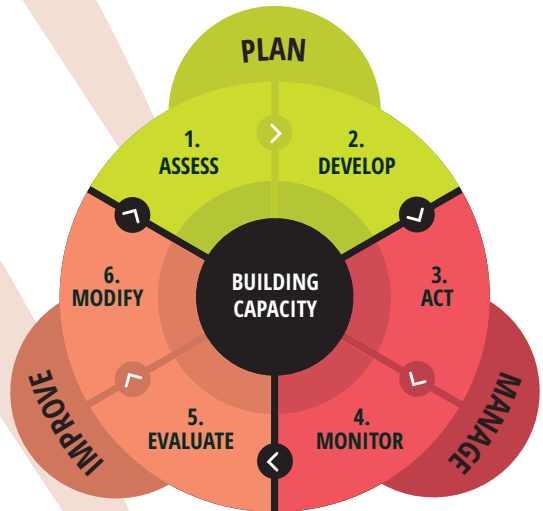 PLAN
1.
ASSESS
2.
DEVELOP
3.
ACT
4.
MONITOR
5.
EVALUATE
6.
MODIFY
BUILDING
CAPACITY
MANAGE
IMPROVE